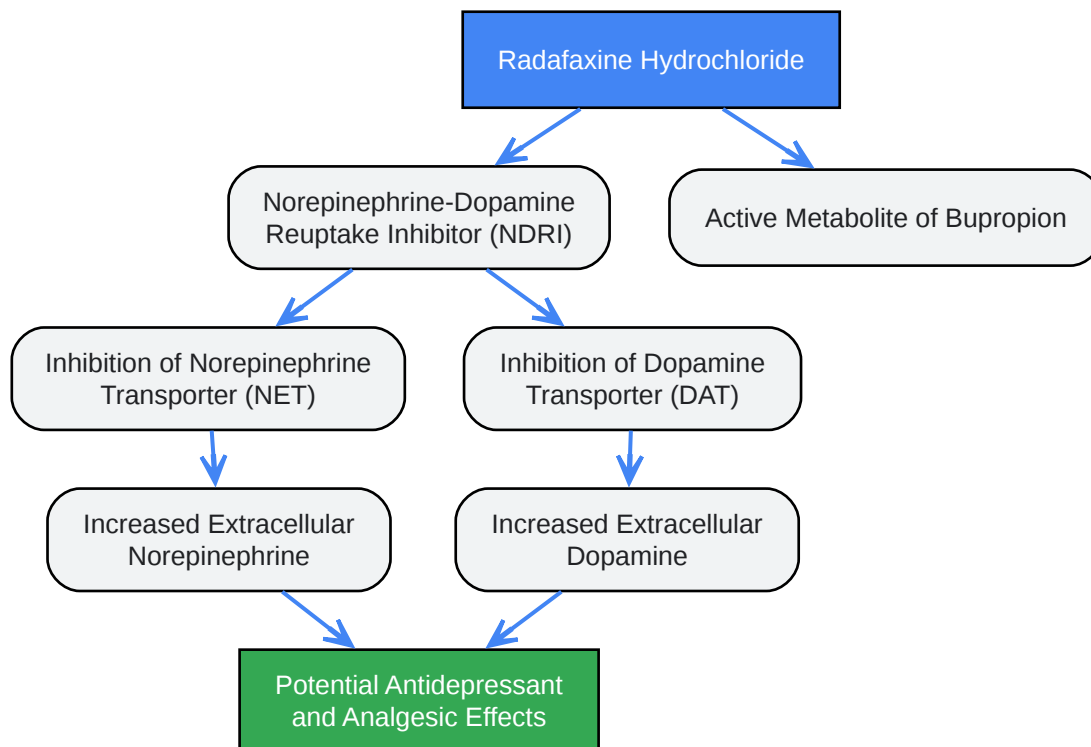 Radafaxine Hydrochloride
Norepinephrine-Dopamine
Reuptake Inhibitor (NDRI)
Active Metabolite of Bupropion
Inhibition of Norepinephrine
Transporter (NET)
Inhibition of Dopamine
Transporter (DAT)
Increased Extracellular
Norepinephrine
Increased Extracellular
Dopamine
Potential Antidepressant
and Analgesic Effects